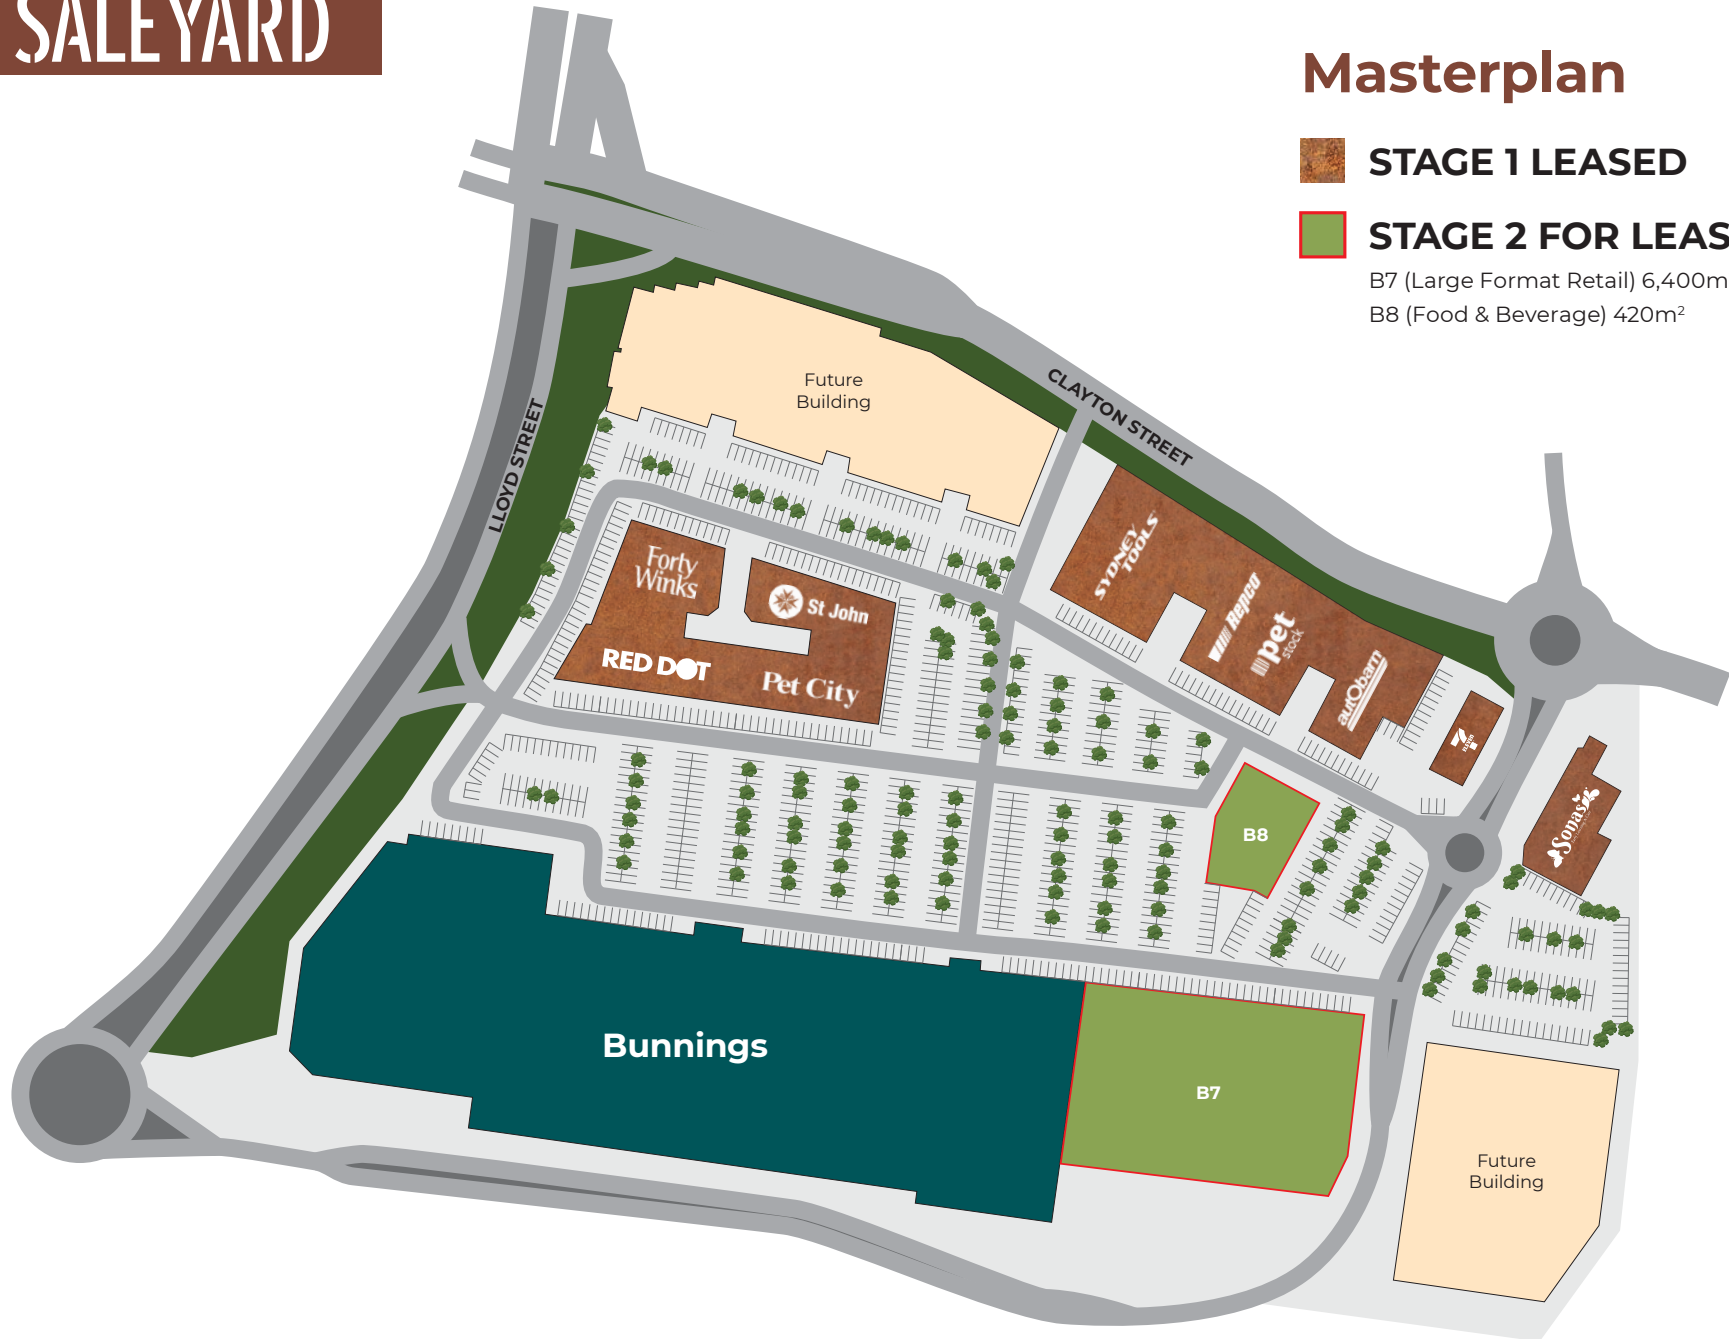 SALEYARD
Masterplan
STAGE 1 LEASED
STAGE 2 FOR LEAS
B7 (Large Format Retail) 6,400m
B8 (Food & Beverage) 420m²
Future
Building
CLAYTON STREET
LLOYD STREET
SYDNEY
TOOLS
Forty
Winks
St John
Repco
pet
stock
RED DOT
Pet City
autObarn
7
ELEVEN
Sonas
B8
Bunnings
B7
Future
Building